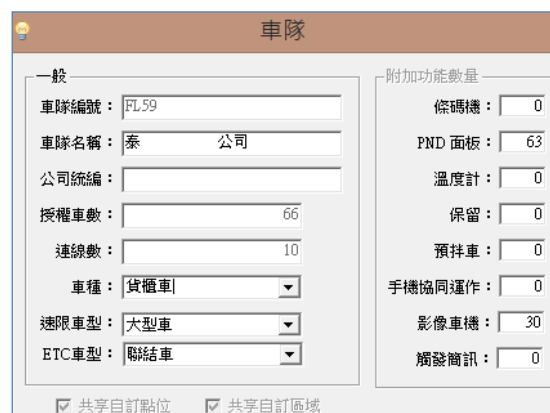 車隊
一般
車隊編號： FL59
車隊名稱： 泰 公司
公司統編：
授權車數： 66
連線數： 10
車種： 貨櫃車
速限車型： 大型車
ETC車型： 聯結車
共享自訂點位 共享自訂區域
附加功能數量
條碼機： 0
PND 面板： 63
溫度計： 0
保留： 0
預拌車： 0
手機協同運作： 0
影像車機： 30
觸發簡訊： 0